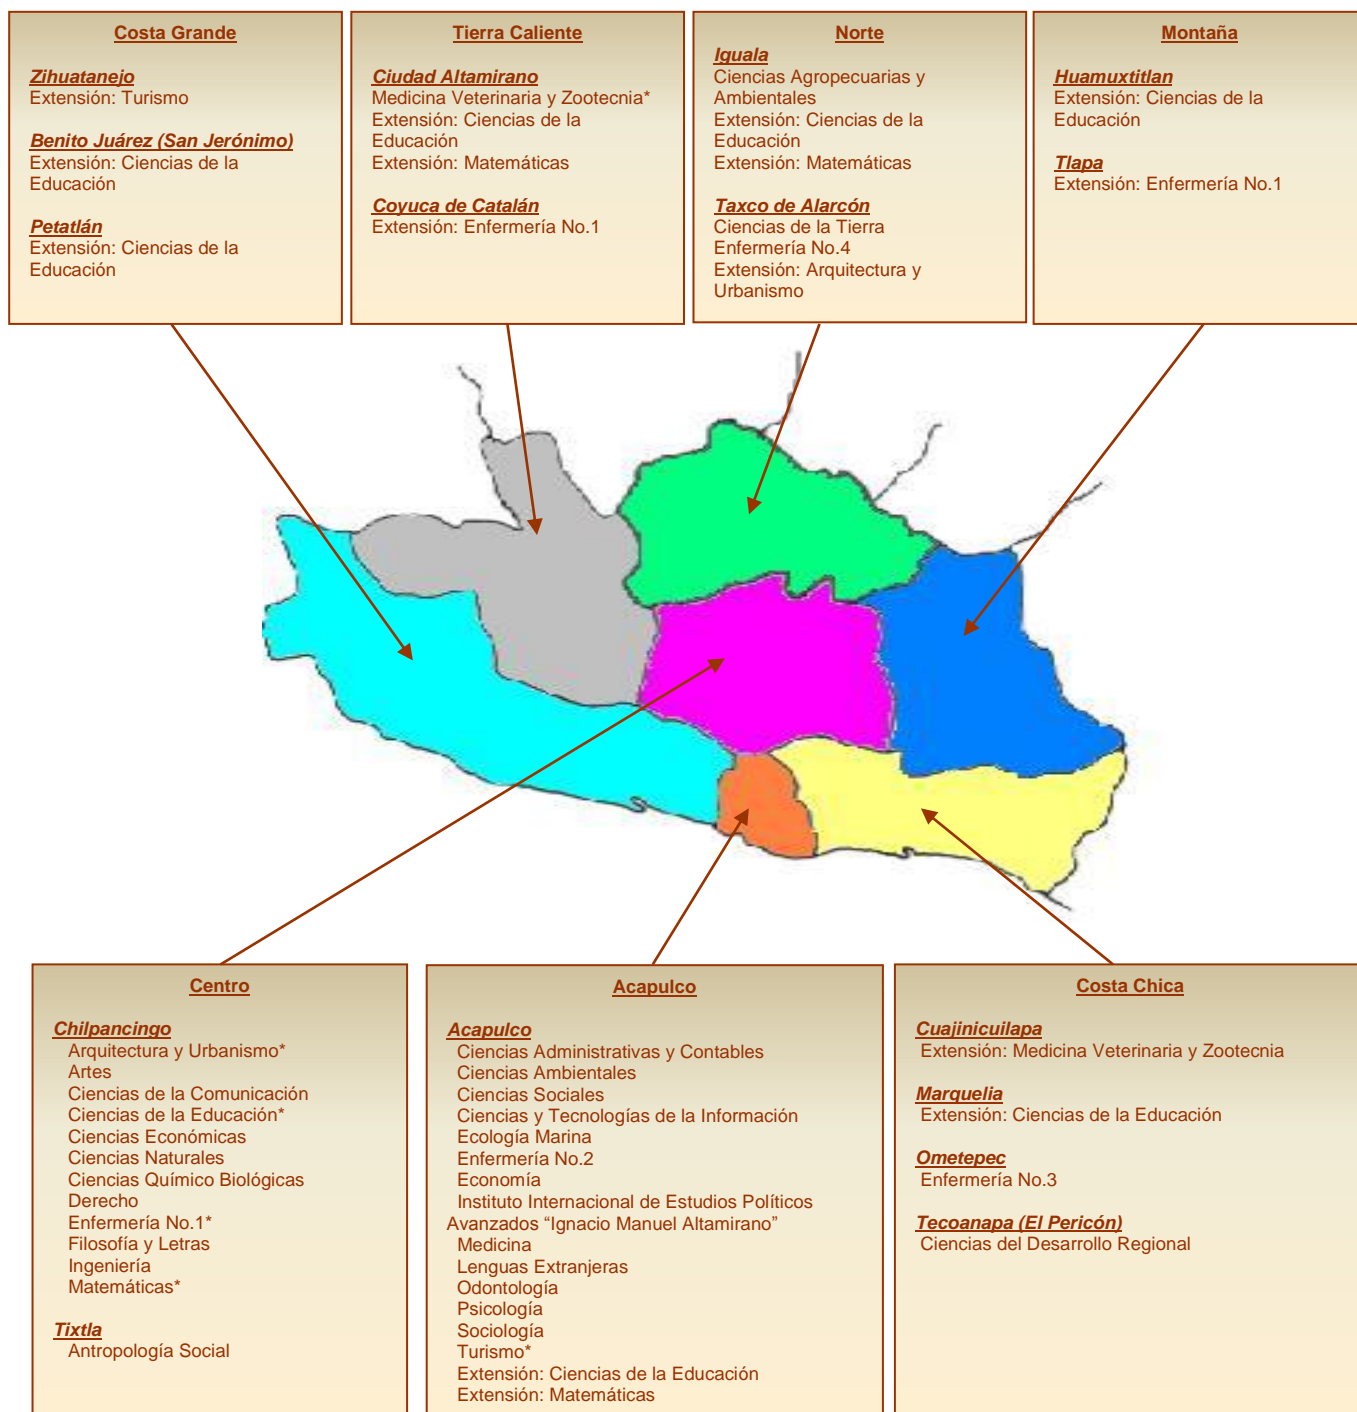 Costa Grande
Zihuatanejo
Extensión: Turismo
Benito Juárez (San Jerónimo)
Extensión: Ciencias de la
Educación
Petatlán
Extensión: Ciencias de la
Educación
Tierra Caliente
Ciudad Altamirano
Medicina Veterinaria y Zootecnia*
Extensión: Ciencias de la
Educación
Extensión: Matemáticas
Coyuca de Catalán
Extensión: Enfermería No.1
Norte
Iguala
Ciencias Agropecuarias y
Ambientales
Extensión: Ciencias de la
Educación
Extensión: Matemáticas
Taxco de Alarcón
Ciencias de la Tierra
Enfermería No.4
Extensión: Arquitectura y
Urbanismo
Montaña
Huamuxtitlan
Extensión: Ciencias de la
Educación
Tlapa
Extensión: Enfermería No.1
Centro
Chilpancingo
Arquitectura y Urbanismo*
Artes
Ciencias de la Comunicación
Ciencias de la Educación*
Ciencias Económicas
Ciencias Naturales
Ciencias Químico Biológicas
Derecho
Enfermería No.1*
Filosofía y Letras
Ingeniería
Matemáticas*
Tixtla
Antropología Social
Acapulco
Acapulco
Ciencias Administrativas y Contables
Ciencias Ambientales
Ciencias Sociales
Ciencias y Tecnologías de la Información
Ecología Marina
Enfermería No.2
Economía
Instituto Internacional de Estudios Políticos
Avanzados “Ignacio Manuel Altamirano”
Medicina
Lenguas Extranjeras
Odontología
Psicología
Sociología
Turismo*
Extensión: Ciencias de la Educación
Extensión: Matemáticas
Costa Chica
Cuajinicuilapa
Extensión: Medicina Veterinaria y Zootecnia
Marquelia
Extensión: Ciencias de la Educación
Ometepec
Enfermería No.3
Tecoanapa (El Pericón)
Ciencias del Desarrollo Regional